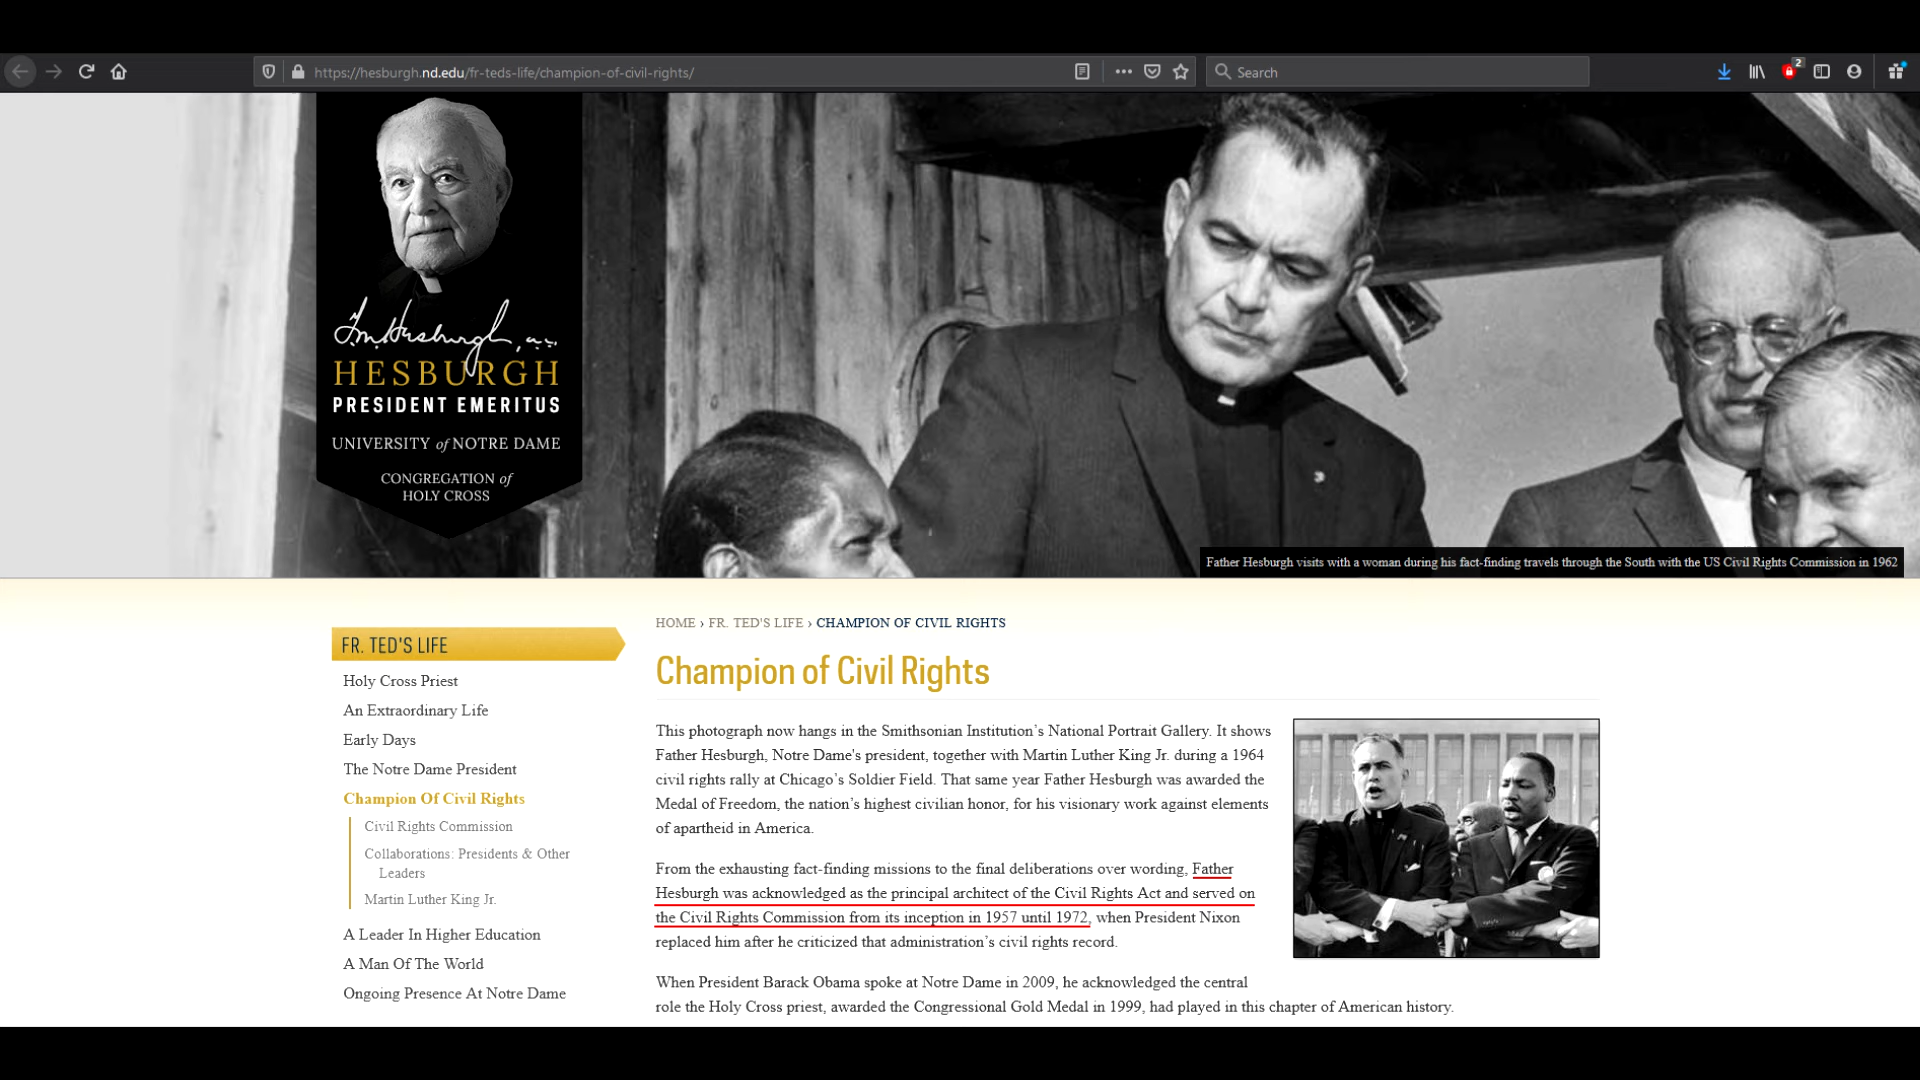 https://hesburgh.nd.edu/fr-teds-life/champion-of-civil-rights/
Search
2
HESBURGH
PRESIDENT EMERITUS
UNIVERSITY of NOTRE DAME
CONGREGATION of
HOLY CROSS
Father Hesburgh visits with a woman during his fact-finding travels through the South with the US Civil Rights Commission in 1962
FR. TED'S LIFE
Holy Cross Priest
An Extraordinary Life
Early Days
The Notre Dame President
Champion Of Civil Rights
Civil Rights Commission
Collaborations: Presidents & Other
Leaders
Martin Luther King Jr.
A Leader In Higher Education
A Man Of The World
Ongoing Presence At Notre Dame
HOME › FR. TED'S LIFE › CHAMPION OF CIVIL RIGHTS
Champion of Civil Rights
This photograph now hangs in the Smithsonian Institution’s National Portrait Gallery. It shows
Father Hesburgh, Notre Dame's president, together with Martin Luther King Jr. during a 1964
civil rights rally at Chicago’s Soldier Field. That same year Father Hesburgh was awarded the
Medal of Freedom, the nation’s highest civilian honor, for his visionary work against elements
of apartheid in America.
From the exhausting fact-finding missions to the final deliberations over wording, Father
Hesburgh was acknowledged as the principal architect of the Civil Rights Act and served on
the Civil Rights Commission from its inception in 1957 until 1972, when President Nixon
replaced him after he criticized that administration’s civil rights record.
When President Barack Obama spoke at Notre Dame in 2009, he acknowledged the central
role the Holy Cross priest, awarded the Congressional Gold Medal in 1999, had played in this chapter of American history.